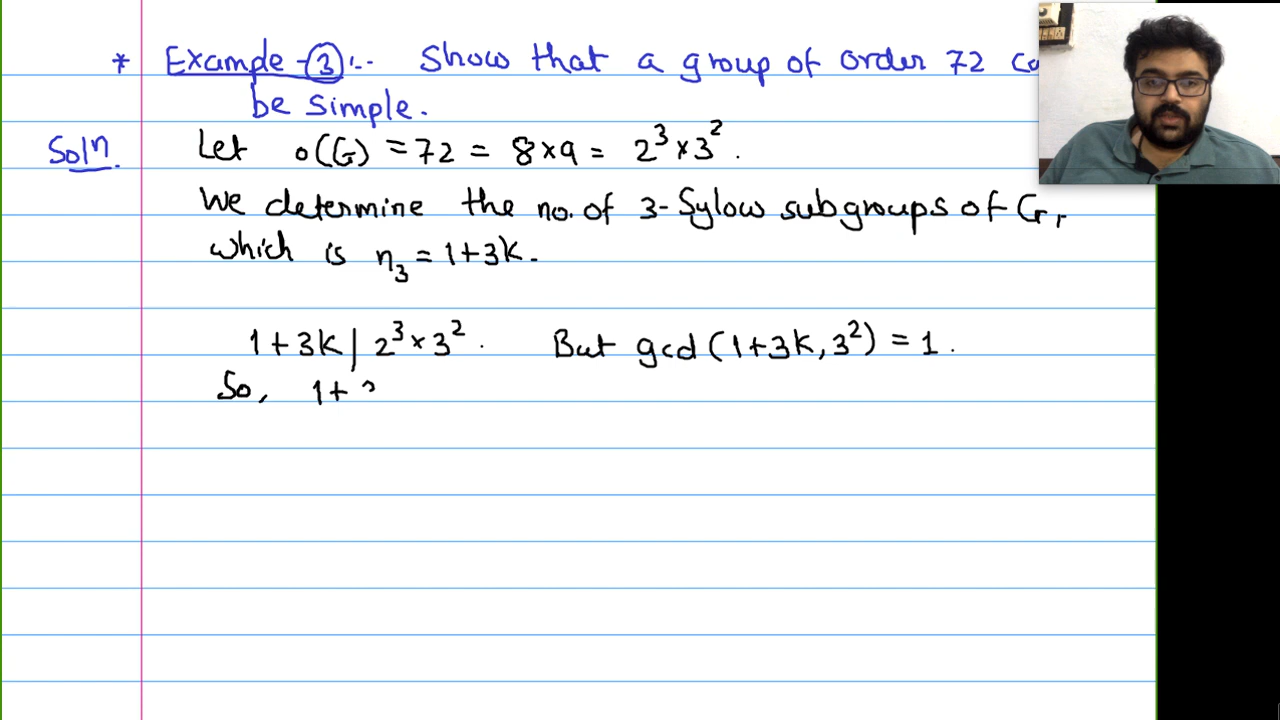 * Example -③:- Show that a group of order 72
be simple.
Solⁿ. Let o(G) = 72 = 8×9 = 2³×3².
We determine the no. of 3-Sylow subgroups of G,
which is n₃ = 1+3k.
1+3k | 2³×3². But gcd(1+3k, 3²) = 1.
So, 1+